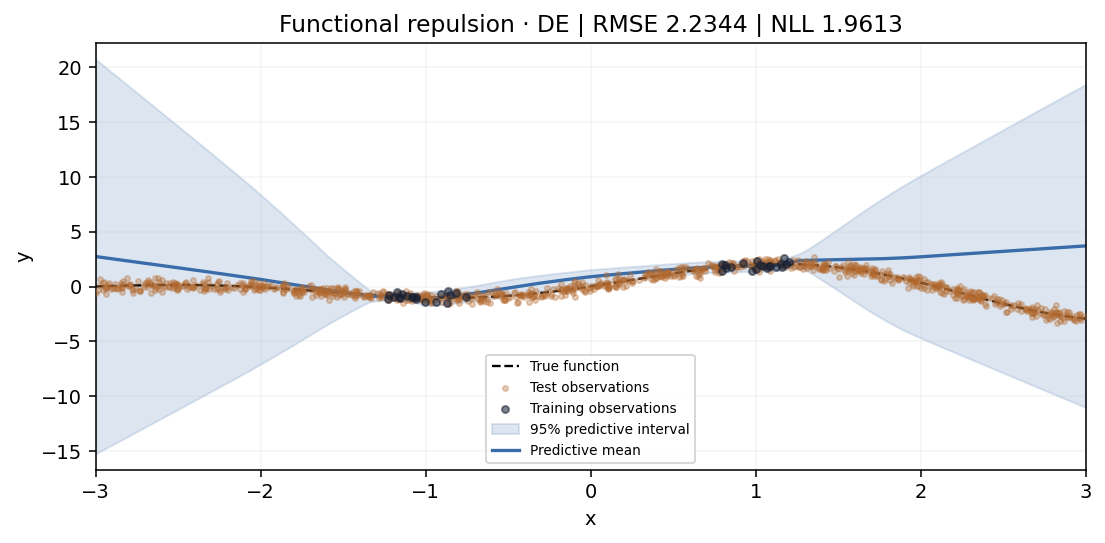 Functional repulsion · DE | RMSE 2.2344 | NLL 1.9613
20
15
10
5
0
−5
−10
−15
y
True function
Test observations
Training observations
95% predictive interval
Predictive mean
−3
−2
−1
0
1
2
3
x